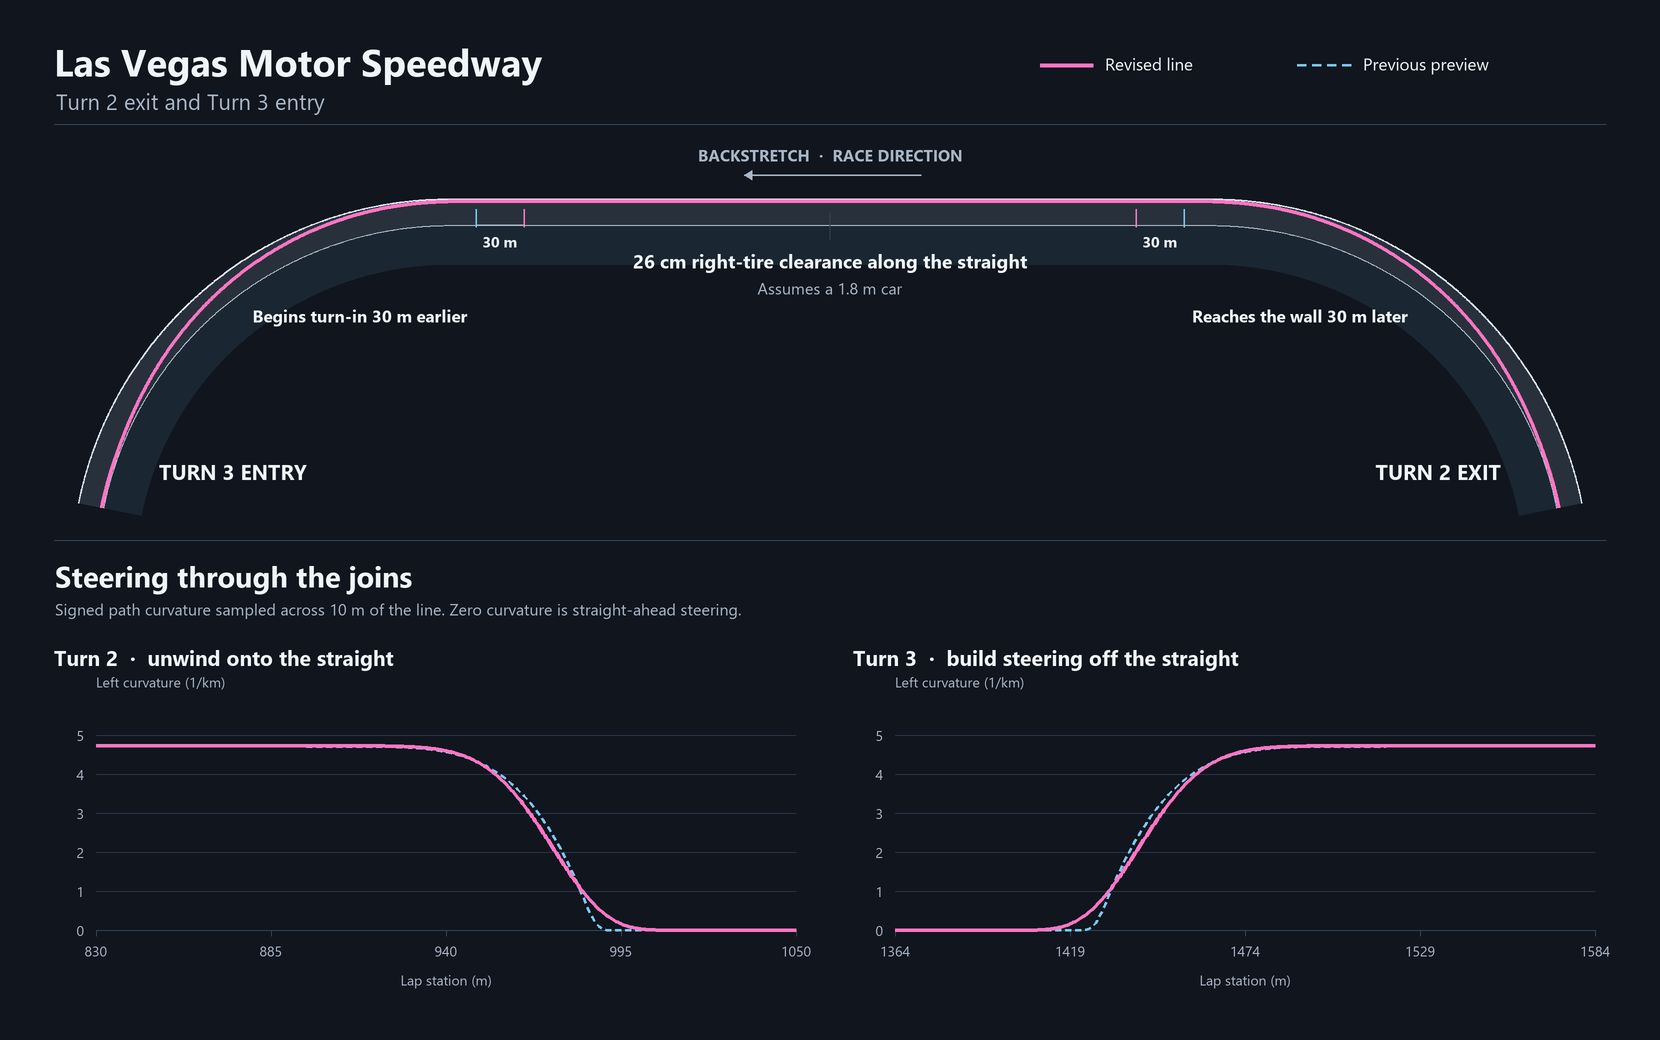 Las Vegas Motor Speedway
Turn 2 exit and Turn 3 entry
Revised line
Previous preview
BACKSTRETCH · RACE DIRECTION
30 m
30 m
26 cm right-tire clearance along the straight
Assumes a 1.8 m car
Begins turn-in 30 m earlier
Reaches the wall 30 m later
TURN 3 ENTRY
TURN 2 EXIT
Steering through the joins
Signed path curvature sampled across 10 m of the line. Zero curvature is straight-ahead steering.
Turn 2 · unwind onto the straight
Left curvature (1/km)
5
4
3
2
1
0
830
885
940
995
1050
Lap station (m)
Turn 3 · build steering off the straight
Left curvature (1/km)
5
4
3
2
1
0
1364
1419
1474
1529
1584
Lap station (m)